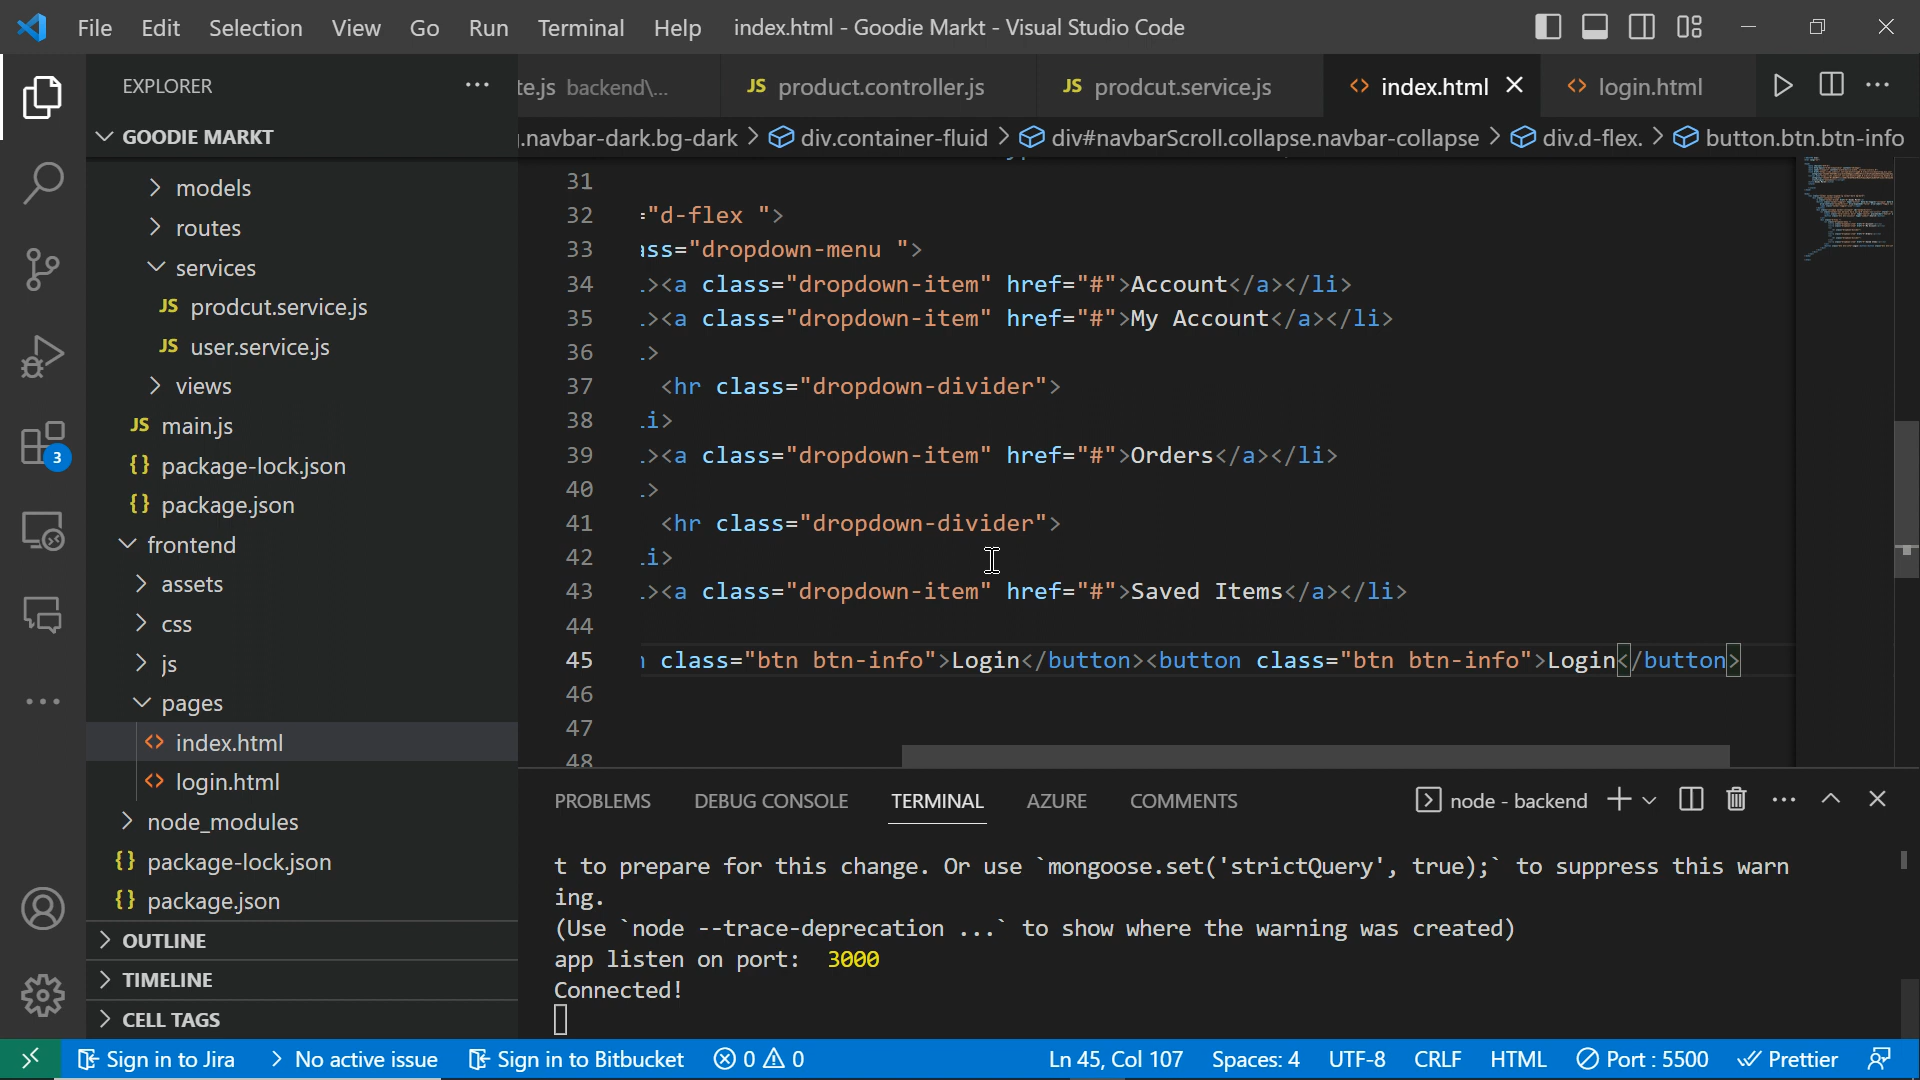 File Edit Selection View Go Run Terminal Help index.html - Goodie Markt - Visual Studio Code
EXPLORER
te.js backend\... JS product.controller.js JS prodcut.service.js <> index.html <> login.html
GOODIE MARKT
.navbar-dark.bg-dark > div.container-fluid > div#navbarScroll.collapse.navbar-collapse > div.d-flex. > button.btn.btn-info
models
routes
services
JS prodcut.service.js
JS user.service.js
views
JS main.js
{} package-lock.json
{} package.json
frontend
assets
css
js
pages
<> index.html
<> login.html
node_modules
{} package-lock.json
{} package.json
OUTLINE
TIMELINE
CELL TAGS
3
31
32 ="d-flex ">
33 ass="dropdown-menu ">
34 ><a class="dropdown-item" href="#">Account</a></li>
35 ><a class="dropdown-item" href="#">My Account</a></li>
36 >
37 <hr class="dropdown-divider">
38 i>
39 ><a class="dropdown-item" href="#">Orders</a></li>
40 >
41 <hr class="dropdown-divider">
42 i>
43 ><a class="dropdown-item" href="#">Saved Items</a></li>
44
45 class="btn btn-info">Login</button><button class="btn btn-info">Login</button>
46
47
48
PROBLEMS DEBUG CONSOLE TERMINAL AZURE COMMENTS node - backend
t to prepare for this change. Or use `mongoose.set('strictQuery', true);` to suppress this warn
ing.
(Use `node --trace-deprecation ...` to show where the warning was created)
app listen on port: 3000
Connected!
Sign in to Jira No active issue Sign in to Bitbucket 0 0 Ln 45, Col 107 Spaces: 4 UTF-8 CRLF HTML Port : 5500 Prettier